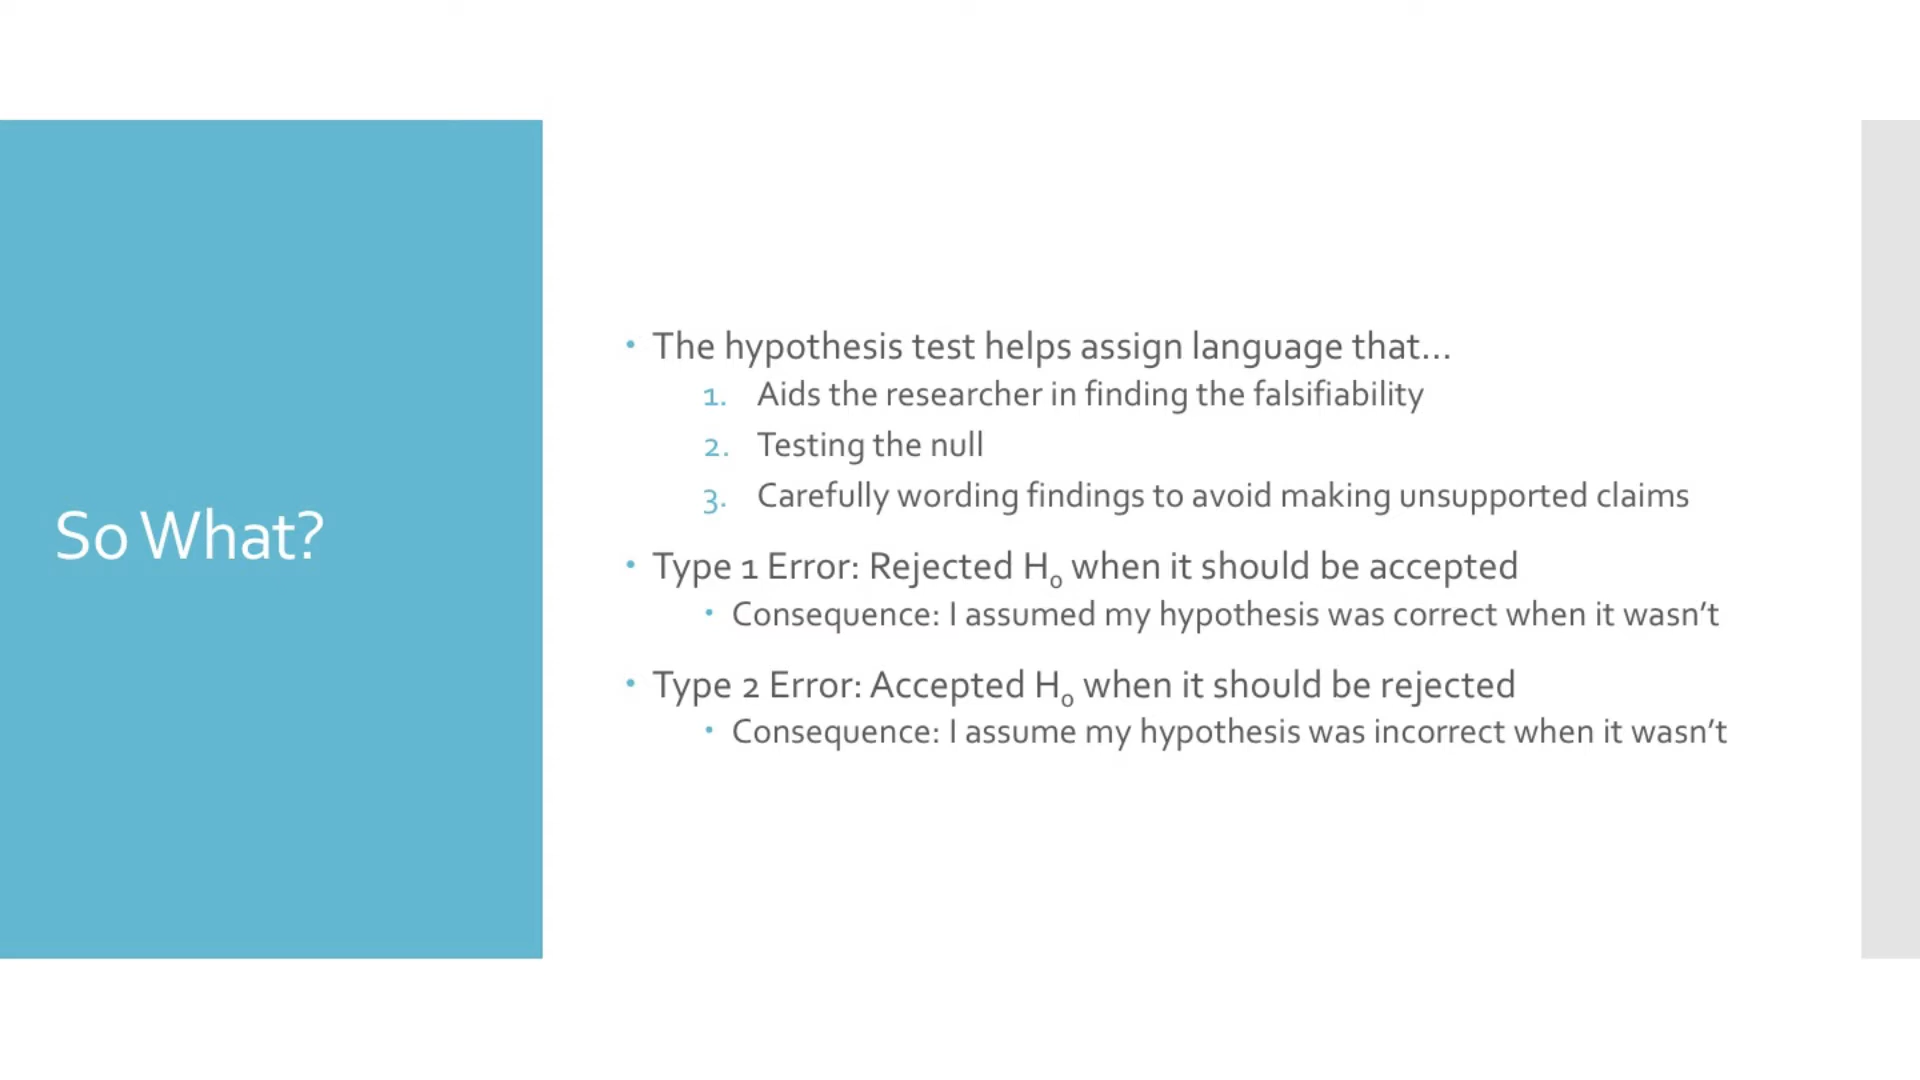 So What?
• The hypothesis test helps assign language that...
1. Aids the researcher in finding the falsifiability
2. Testing the null
3. Carefully wording findings to avoid making unsupported claims
• Type 1 Error: Rejected H₀ when it should be accepted
• Consequence: I assumed my hypothesis was correct when it wasn’t
• Type 2 Error: Accepted H₀ when it should be rejected
• Consequence: I assume my hypothesis was incorrect when it wasn’t